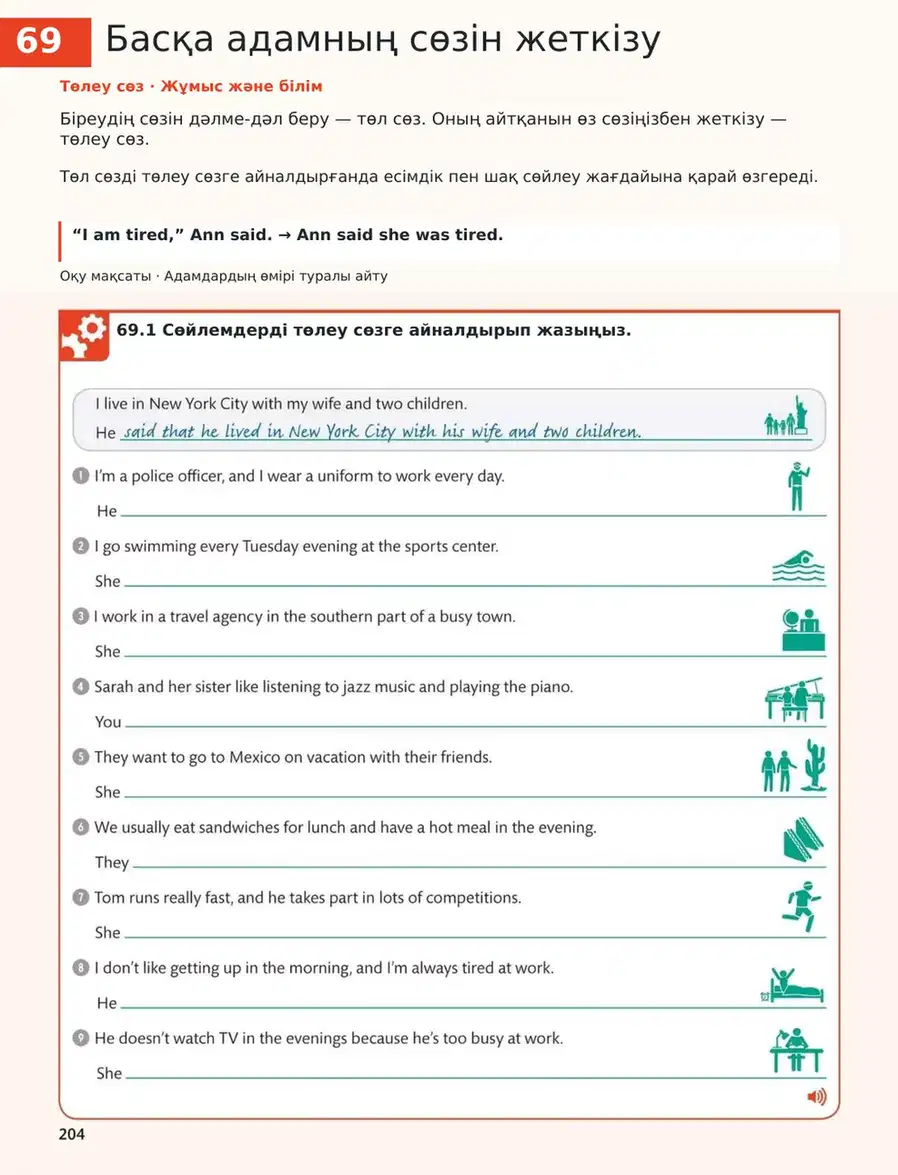 69 Басқа адамның сөзін жеткізу
Төлеу сөз · Жұмыс және білім
Біреудің сөзін дәлме-дәл беру — төл сөз. Оның айтқанын өз сөзіңізбен жеткізу —
төлеу сөз.
Төл сөзді төлеу сөзге айналдырғанда есімдік пен шақ сөйлеу жағдайына қарай өзгереді.
“I am tired,” Ann said. → Ann said she was tired.
Оқу мақсаты · Адамдардың өмірі туралы айту
69.1 Сөйлемдерді төлеу сөзге айналдырып жазыңыз.
I live in New York City with my wife and two children.
He said that he lived in New York City with his wife and two children.
1 I’m a police officer, and I wear a uniform to work every day.
He
2 I go swimming every Tuesday evening at the sports center.
She
3 I work in a travel agency in the southern part of a busy town.
She
4 Sarah and her sister like listening to jazz music and playing the piano.
You
5 They want to go to Mexico on vacation with their friends.
She
6 We usually eat sandwiches for lunch and have a hot meal in the evening.
They
7 Tom runs really fast, and he takes part in lots of competitions.
She
8 I don’t like getting up in the morning, and I’m always tired at work.
He
9 He doesn’t watch TV in the evenings because he’s too busy at work.
She
204